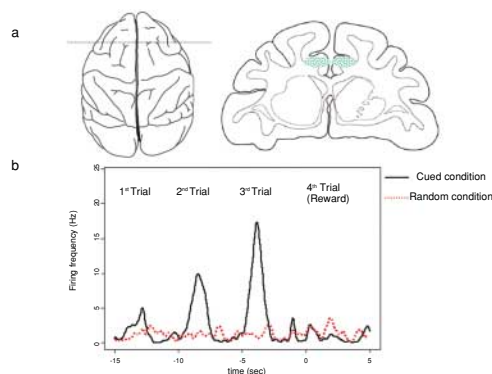 a
b
1st Trial 2nd Trial 3rd Trial 4th Trial
(Reward)
Cued condition
Random condition
Firing frequency (Hz)
25
20
15
10
5
0
-15 -10 -5 0 5
time (sec)